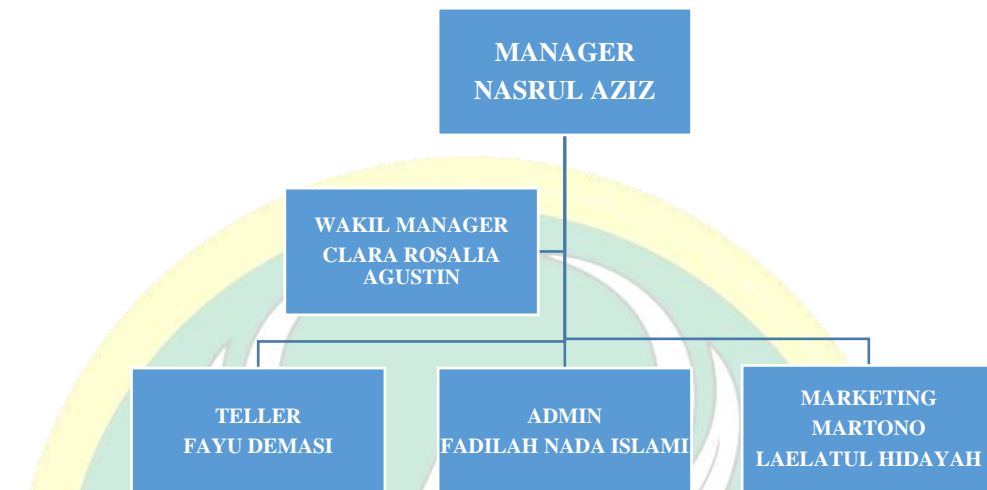 MANAGER
NASRUL AZIZ
WAKIL MANAGER
CLARA ROSALIA
AGUSTIN
TELLER
FAYU DEMASI
ADMIN
FADILAH NADA ISLAMI
MARKETING
MARTONO
LAELATUL HIDAYAH